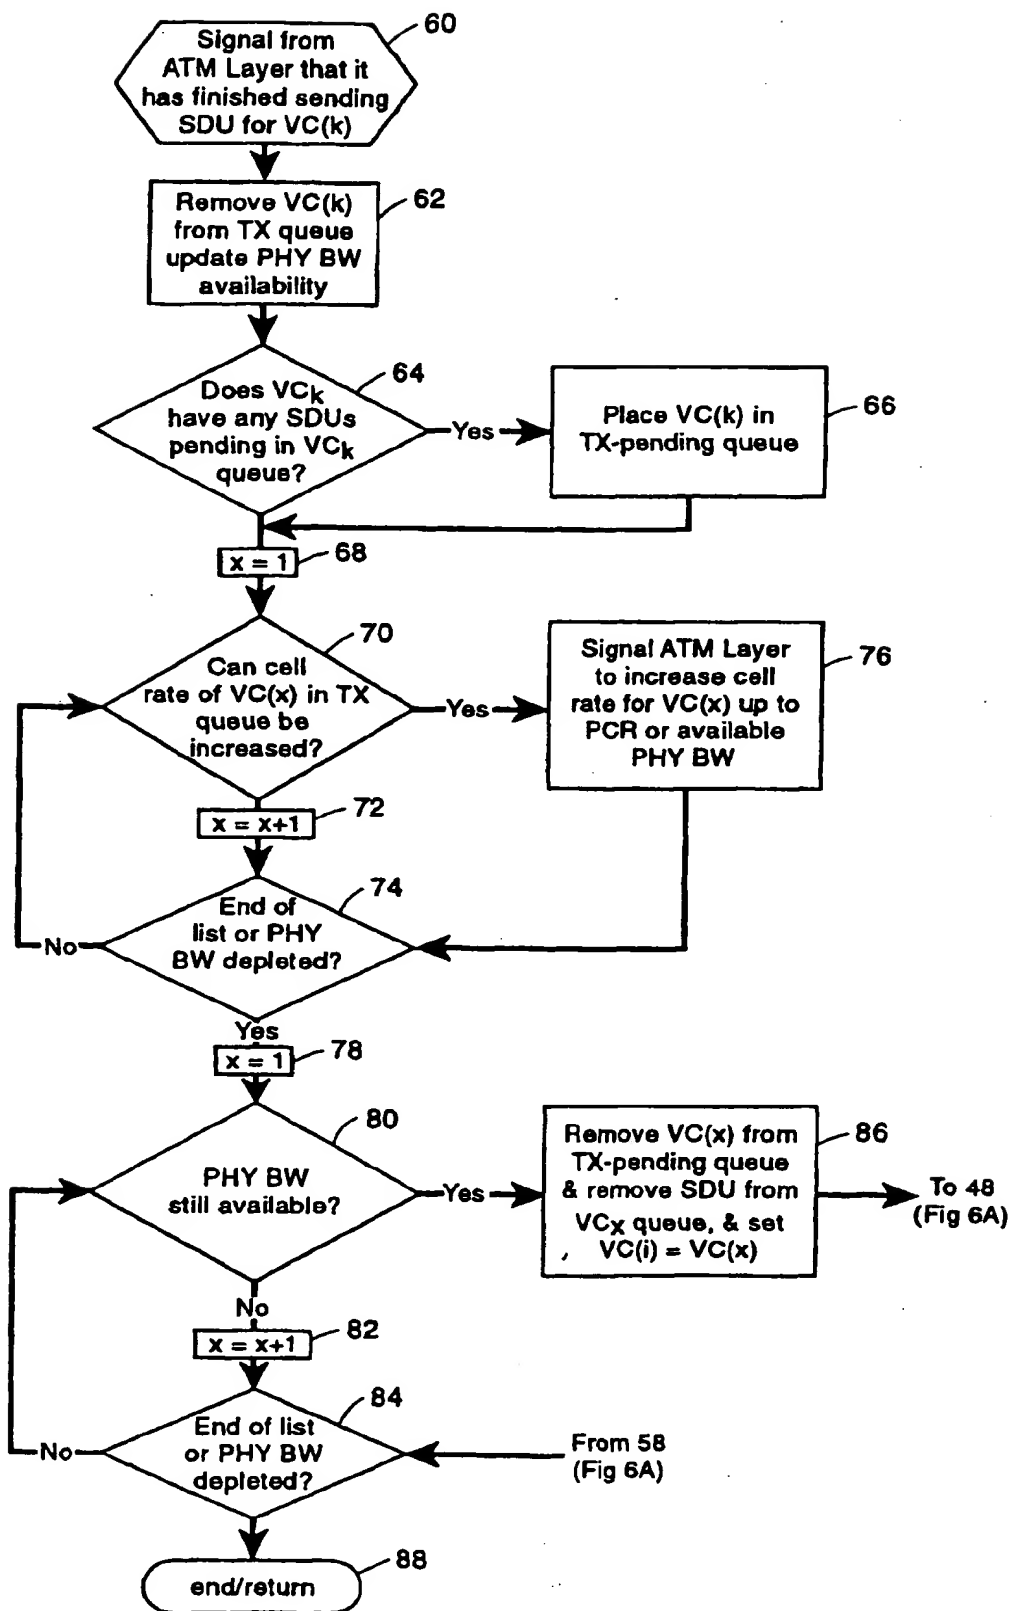 Signal from
ATM Layer that it
has finished sending
SDU for VC(k)
60
Remove VC(k)
from TX queue
update PHY BW
availability
62
Does VCk
have any SDUs
pending in VCk
queue?
64
Yes
Place VC(k) in
TX-pending queue
66
x = 1
68
Can cell
rate of VC(x) in TX
queue be
increased?
70
Yes
Signal ATM Layer
to increase cell
rate for VC(x) up to
PCR or available
PHY BW
76
x = x+1
72
End of
list or PHY
BW depleted?
74
No
Yes
x = 1
78
PHY BW
still available?
80
Yes
Remove VC(x) from
TX-pending queue
& remove SDU from
VCx queue, & set
VC(i) = VC(x)
86
To 48
(Fig 6A)
No
x = x+1
82
End of list
or PHY BW
depleted?
84
No
From 58
(Fig 6A)
end/return
88